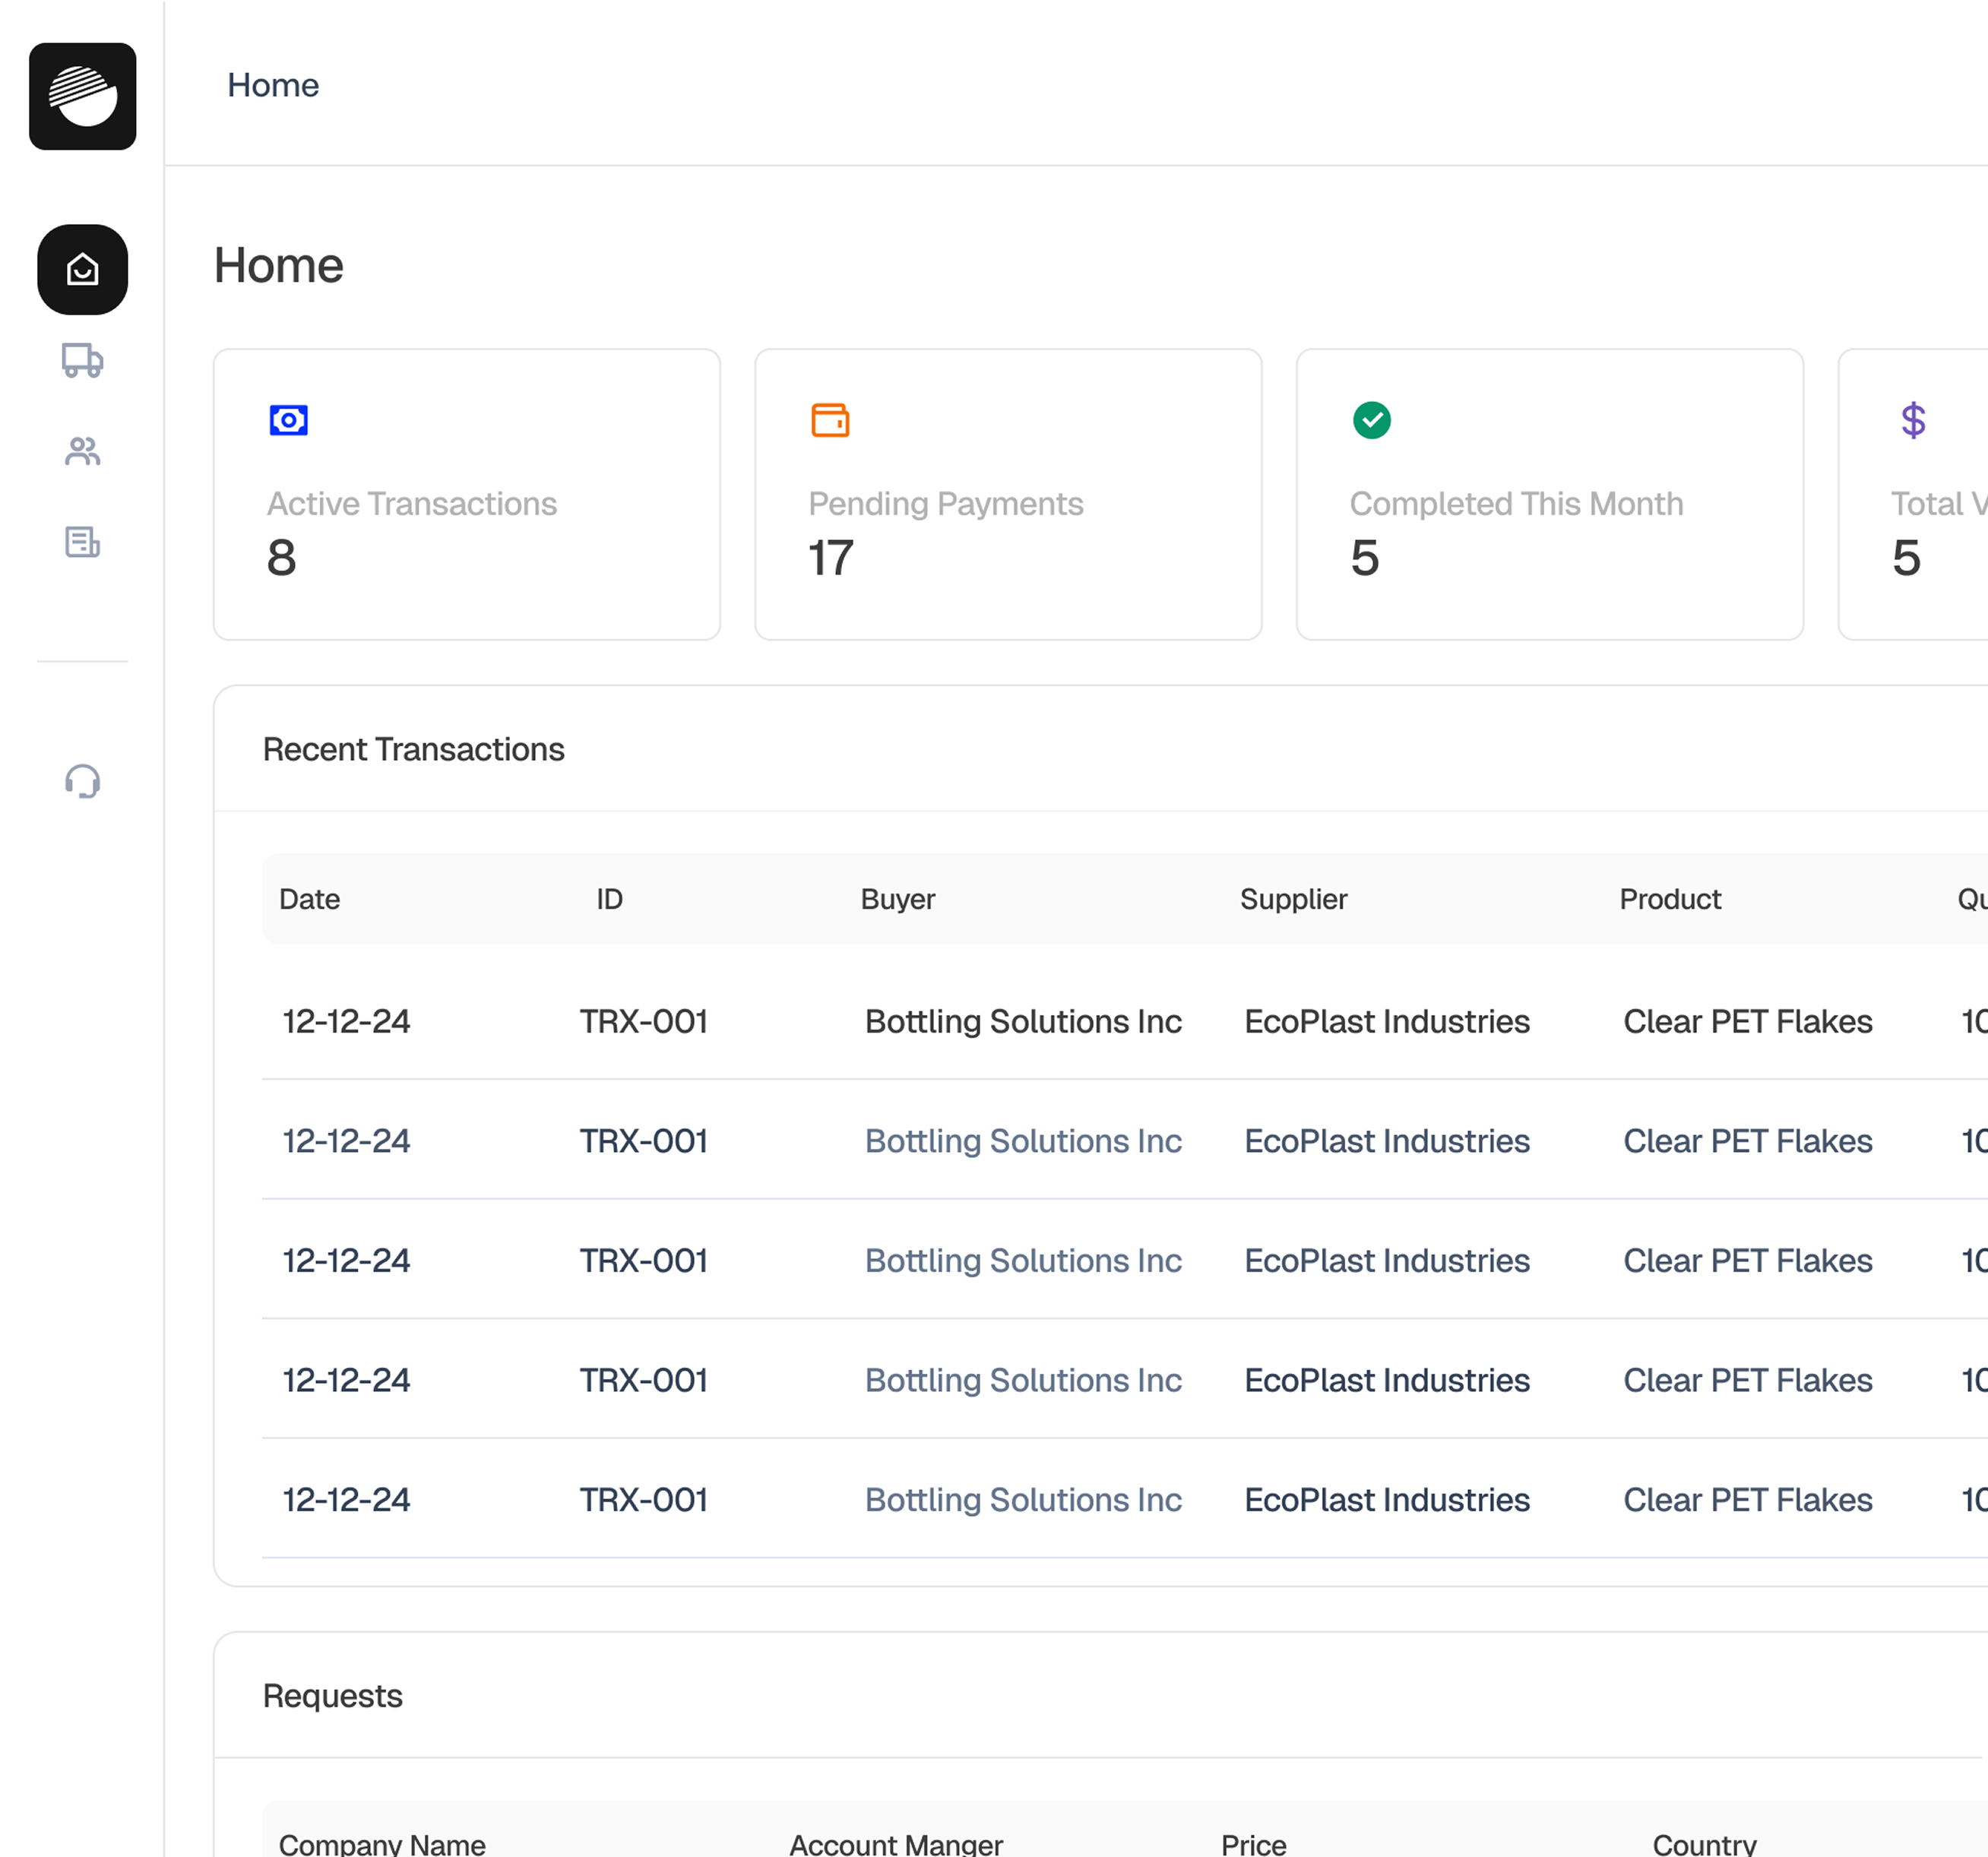 Home
Home
Active Transactions
8
Pending Payments
17
Completed This Month
5
Total
5
Recent Transactions
Date ID Buyer Supplier Product
12-12-24 TRX-001 Bottling Solutions Inc EcoPlast Industries Clear PET Flakes 10
12-12-24 TRX-001 Bottling Solutions Inc EcoPlast Industries Clear PET Flakes 10
12-12-24 TRX-001 Bottling Solutions Inc EcoPlast Industries Clear PET Flakes 10
12-12-24 TRX-001 Bottling Solutions Inc EcoPlast Industries Clear PET Flakes 10
12-12-24 TRX-001 Bottling Solutions Inc EcoPlast Industries Clear PET Flakes 10
Requests
Company Name Account Manger Price Country